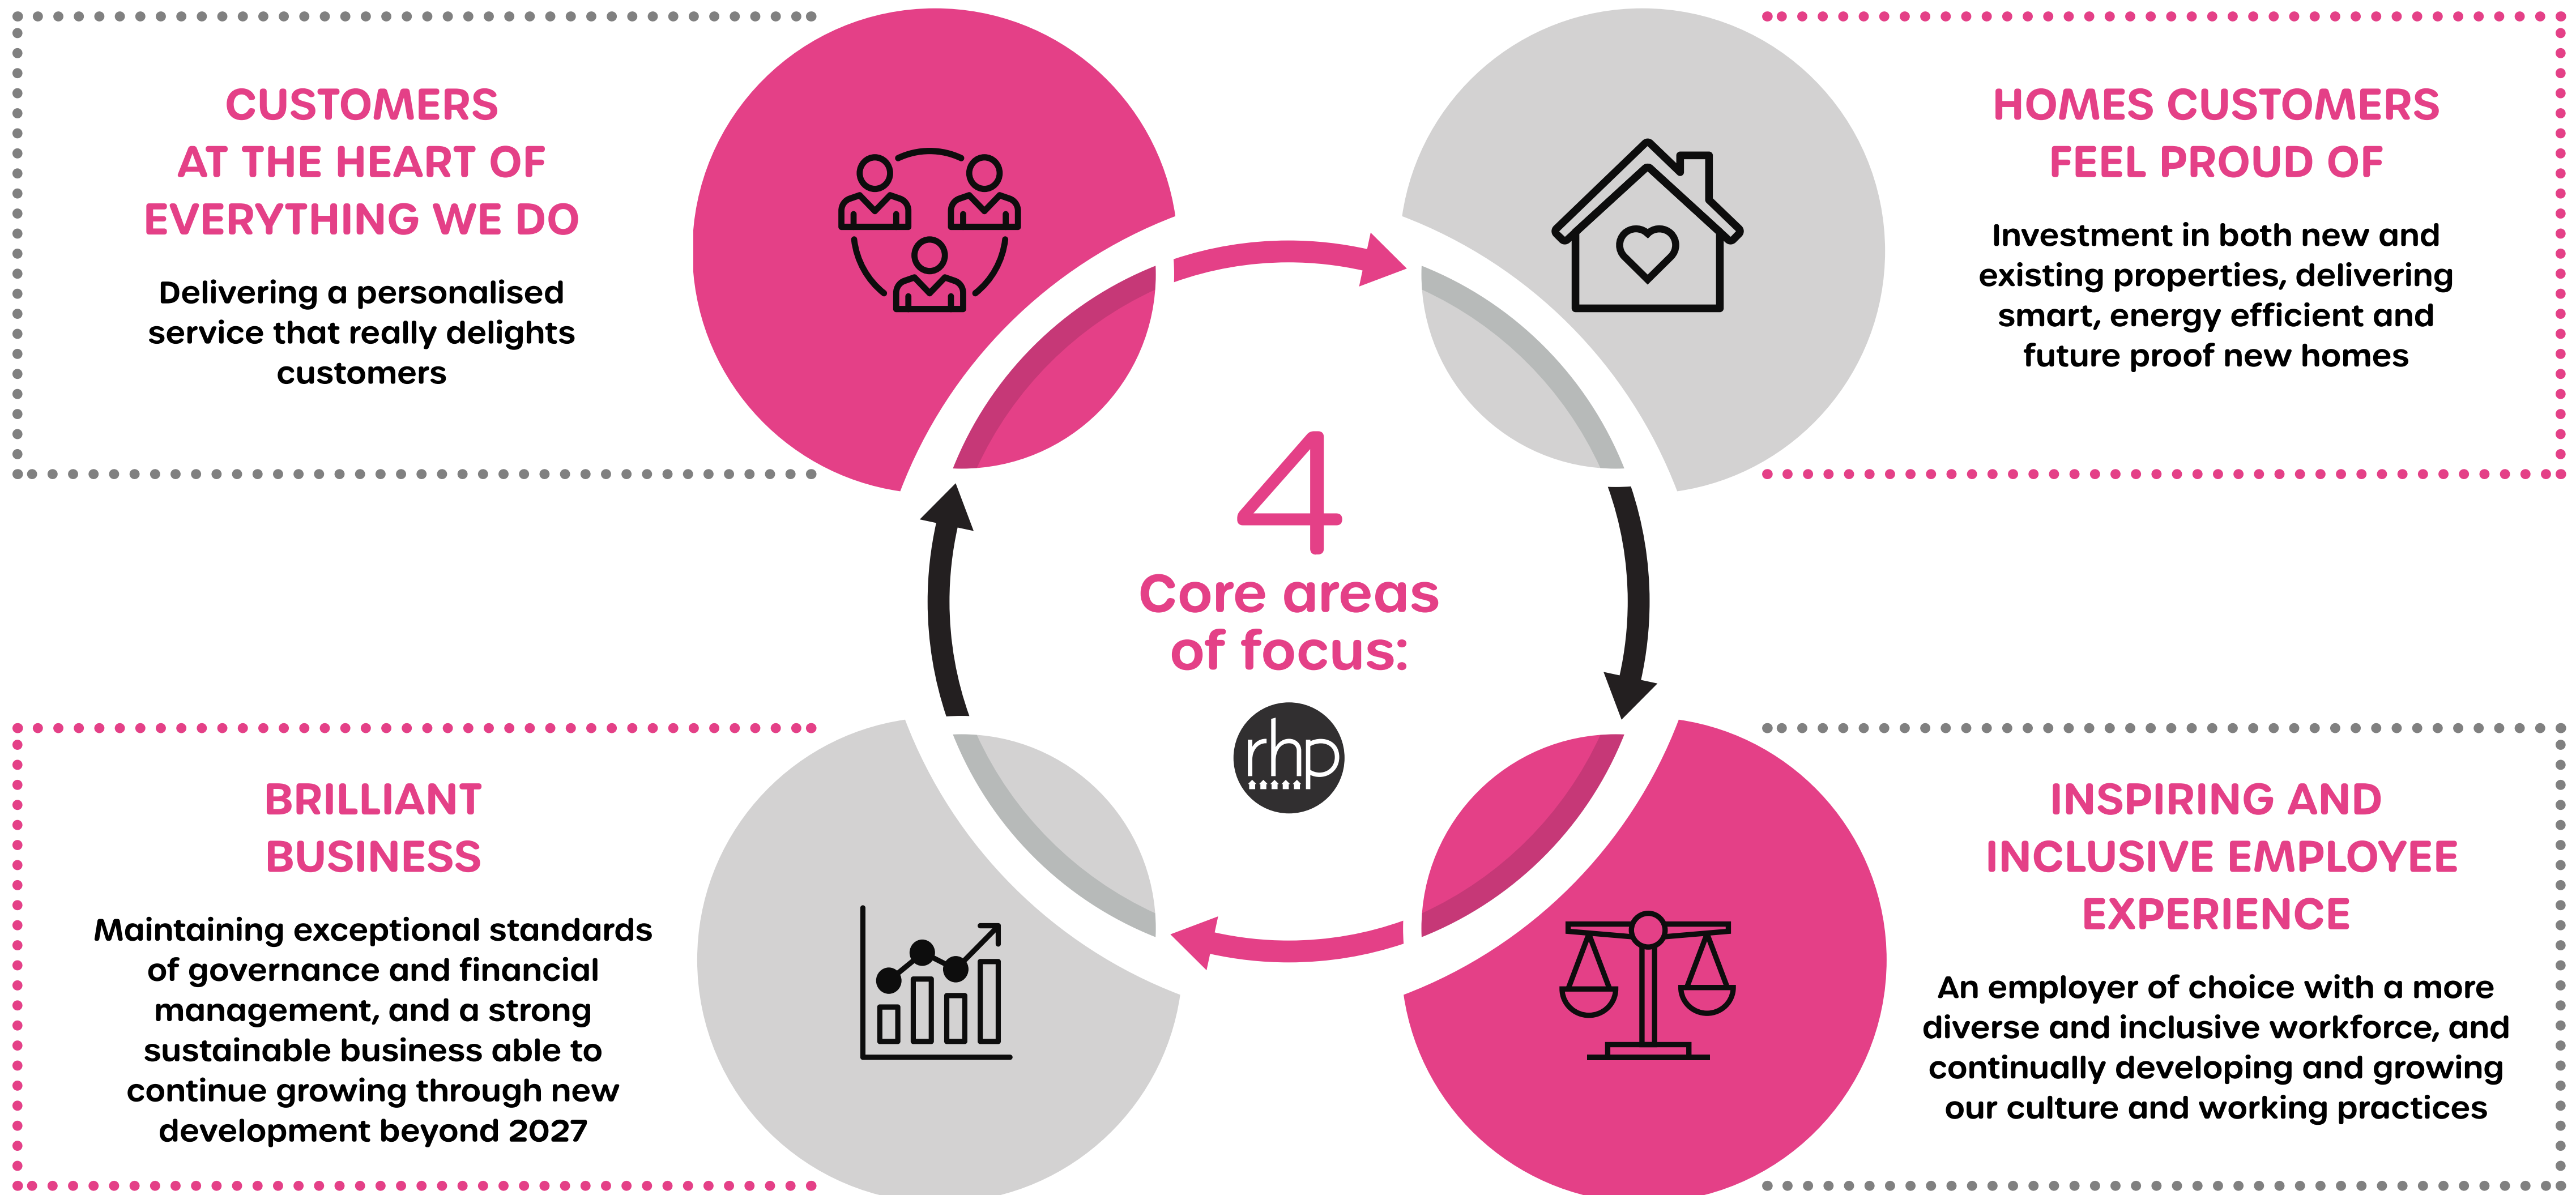 CUSTOMERS
AT THE HEART OF
EVERYTHING WE DO
Delivering a personalised
service that really delights
customers
HOMES CUSTOMERS
FEEL PROUD OF
Investment in both new and
existing properties, delivering
smart, energy efficient and
future proof new homes
4
Core areas
of focus:
rhp
BRILLIANT
BUSINESS
Maintaining exceptional standards
of governance and financial
management, and a strong
sustainable business able to
continue growing through new
development beyond 2027
INSPIRING AND
INCLUSIVE EMPLOYEE
EXPERIENCE
An employer of choice with a more
diverse and inclusive workforce, and
continually developing and growing
our culture and working practices